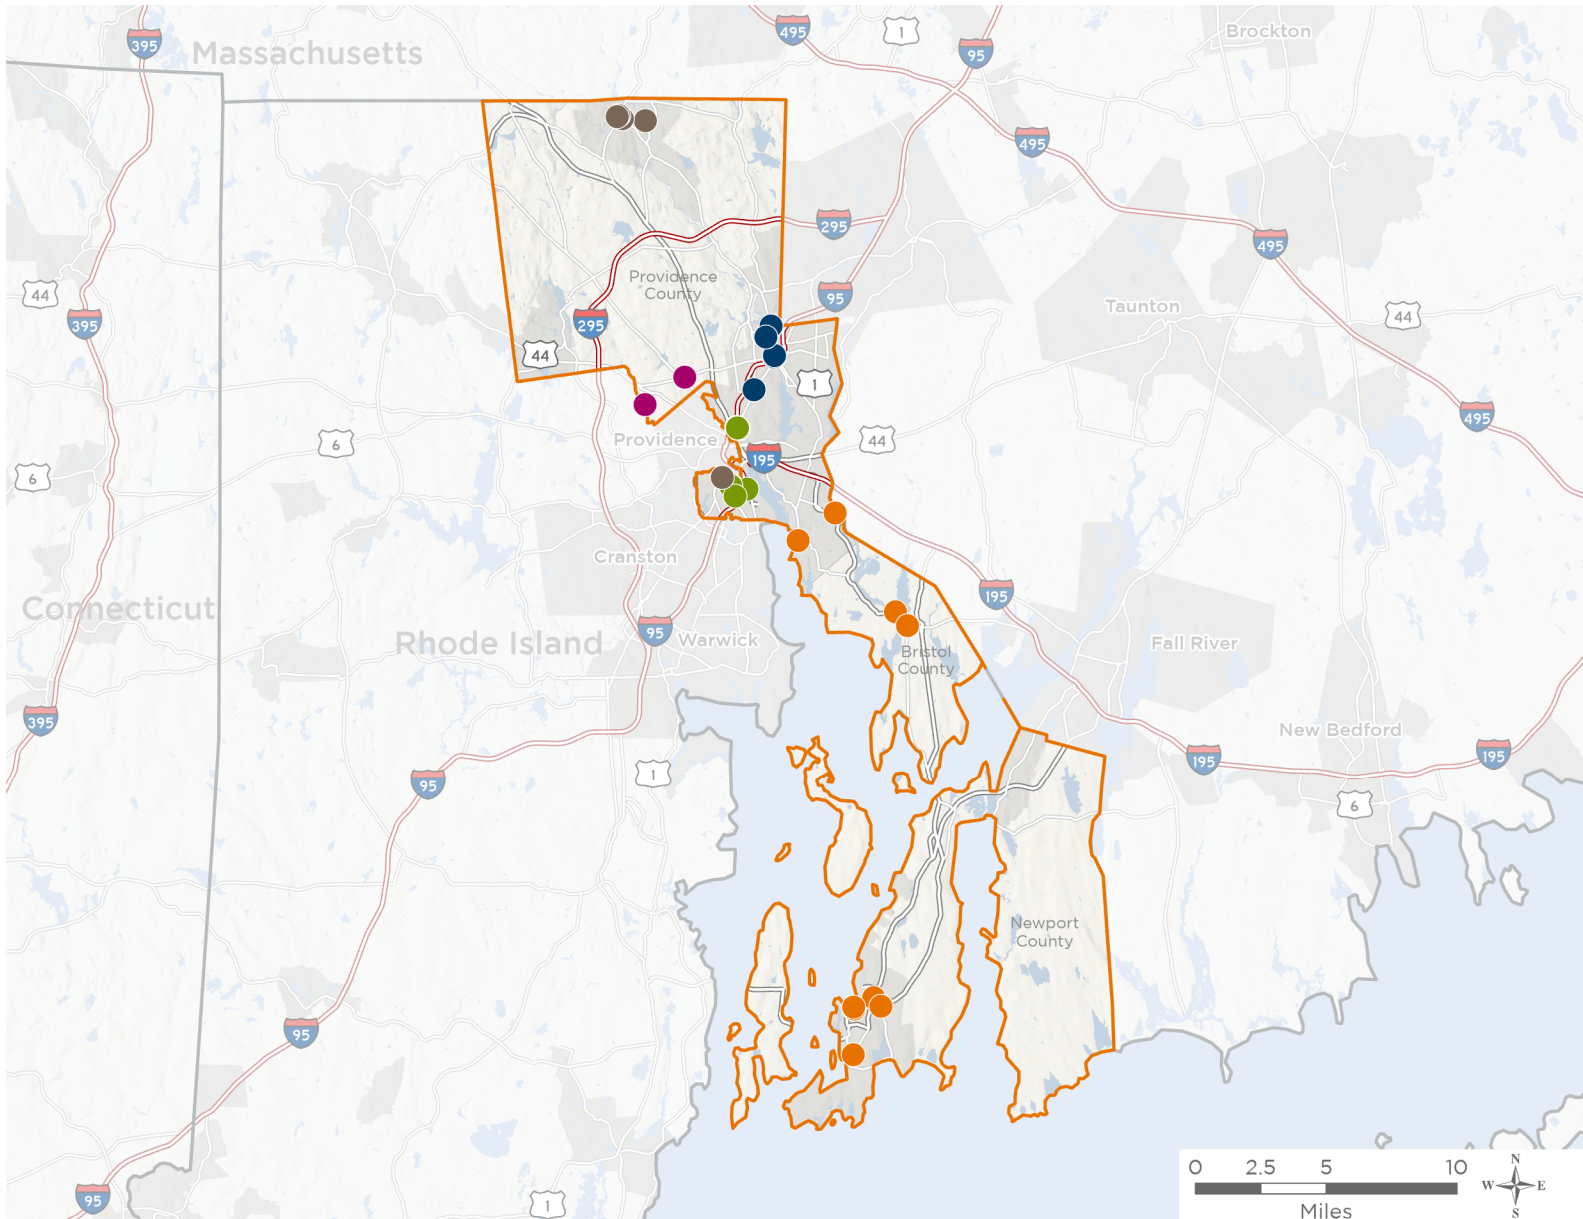 395
495
1
Brockton
95
Massachusetts
495
295
495
Providence
County
44
95
Taunton
44
395
295
44
1
495
6
Providence
44
6
195
Cranston
195
Connecticut
95
Rhode Island
Warwick
Fall River
Bristol
County
395
New Bedford
195
195
1
95
6
Newport
County
95
0 2.5 5 10
Miles
N
W E
S
95
1